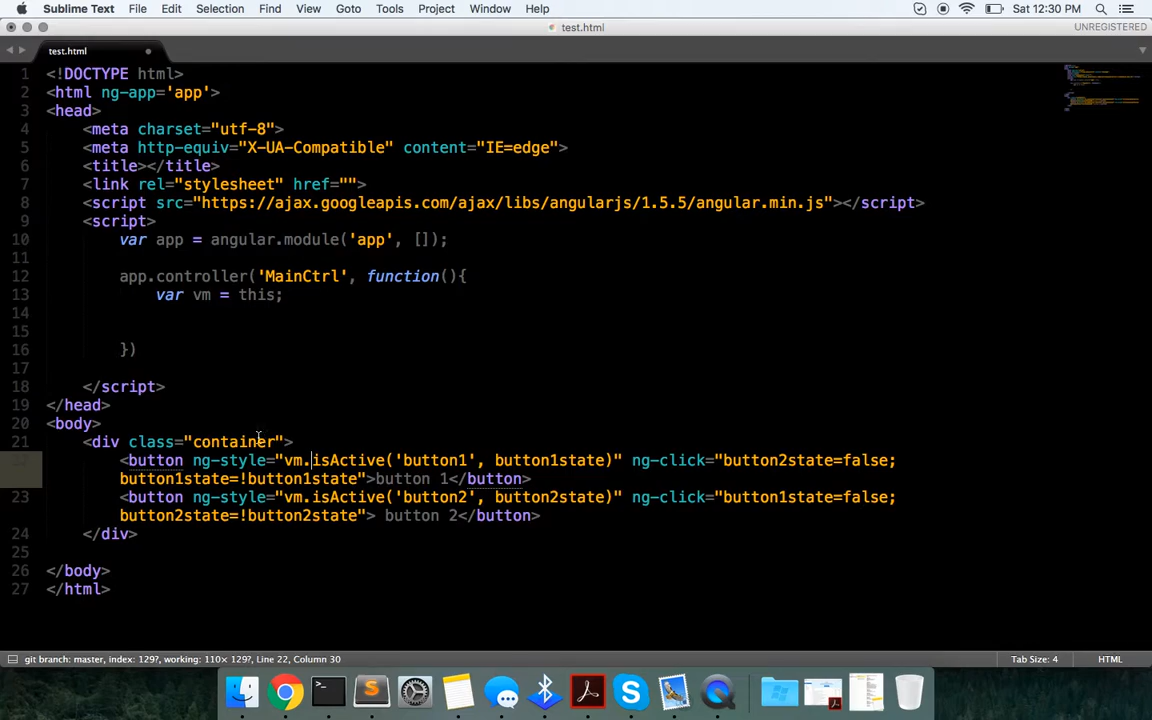 Sublime Text File Edit Selection Find View Goto Tools Project Window Help Sat 12:30 PM
test.html UNREGISTERED
test.html
1 <!DOCTYPE html>
2 <html ng-app='app'>
3 <head>
4 <meta charset="utf-8">
5 <meta http-equiv="X-UA-Compatible" content="IE=edge">
6 <title></title>
7 <link rel="stylesheet" href="">
8 <script src="https://ajax.googleapis.com/ajax/libs/angularjs/1.5.5/angular.min.js"></script>
9 <script>
10 var app = angular.module('app', []);
11
12 app.controller('MainCtrl', function(){
13 var vm = this;
14
15
16 })
17
18 </script>
19 </head>
20 <body>
21 <div class="container">
22 <button ng-style="vm.isActive('button1', button1state)" ng-click="button2state=false;
button1state=!button1state">button 1</button>
23 <button ng-style="vm.isActive('button2', button2state)" ng-click="button1state=false;
button2state=!button2state"> button 2</button>
24 </div>
25
26 </body>
27 </html>
git branch: master, index: 129?, working: 110× 129?, Line 22, Column 30 Tab Size: 4 HTML